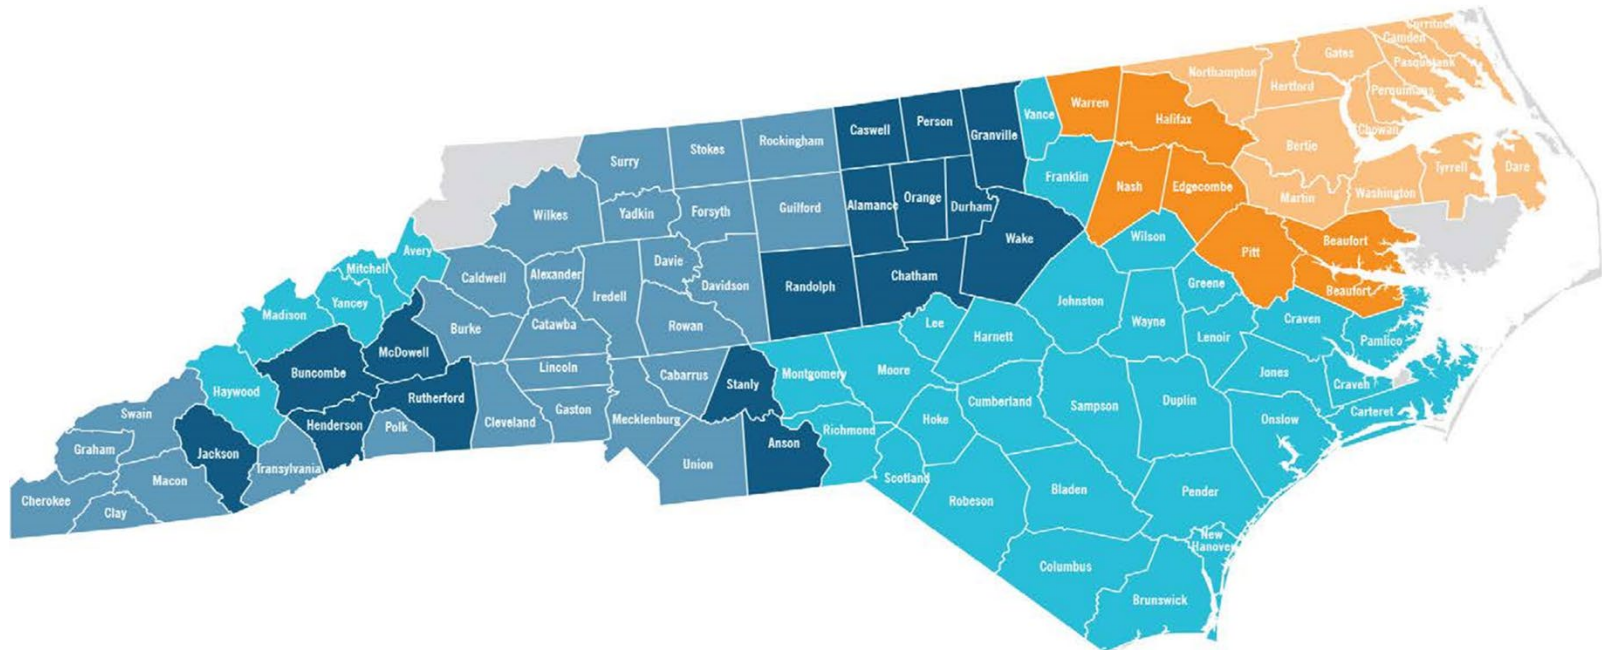 Currituck
Camden
Gates
Pasquotank
Northampton
Hertford
Perquimans
Warren
Vance
Halifax
Caswell
Person
Granville
Chowan
Rockingham
Stokes
Surry
Bertie
Tyrrell
Dare
Franklin
Nash
Edgecombe
Martin
Washington
Wilkes
Yadkin
Forsyth
Guilford
Alamance
Orange
Durham
Wake
Wilson
Beaufort
Pitt
Avery
Mitchell
Caldwell
Alexander
Davie
Davidson
Iredell
Randolph
Chatham
Greene
Beaufort
Madison
Yancey
Burke
Catawba
Rowan
Johnston
Wayne
Craven
Lee
Harnett
Lenoir
Pamlico
McDowell
Buncombe
Lincoln
Cabarrus
Stanly
Montgomery
Moore
Jones
Craven
Haywood
Rutherford
Cleveland
Gaston
Mecklenburg
Cumberland
Sampson
Duplin
Carteret
Swain
Henderson
Polk
Richmond
Hoke
Onslow
Graham
Jackson
Transylvania
Union
Anson
Scotland
Macon
Cherokee
Clay
Robeson
Bladen
Pender
New
Hanover
Columbus
Brunswick